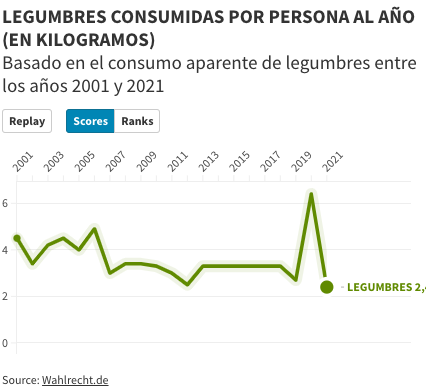 LEGUMBRES CONSUMIDAS POR PERSONA AL AÑO
(EN KILOGRAMOS)
Basado en el consumo aparente de legumbres entre
los años 2001 y 2021
Replay Scores Ranks
2001 2003 2005 2007 2009 2011 2013 2015 2017 2019 2021
6
4
2
0
LEGUMBRES 2,4
Source: Wahlrecht.de